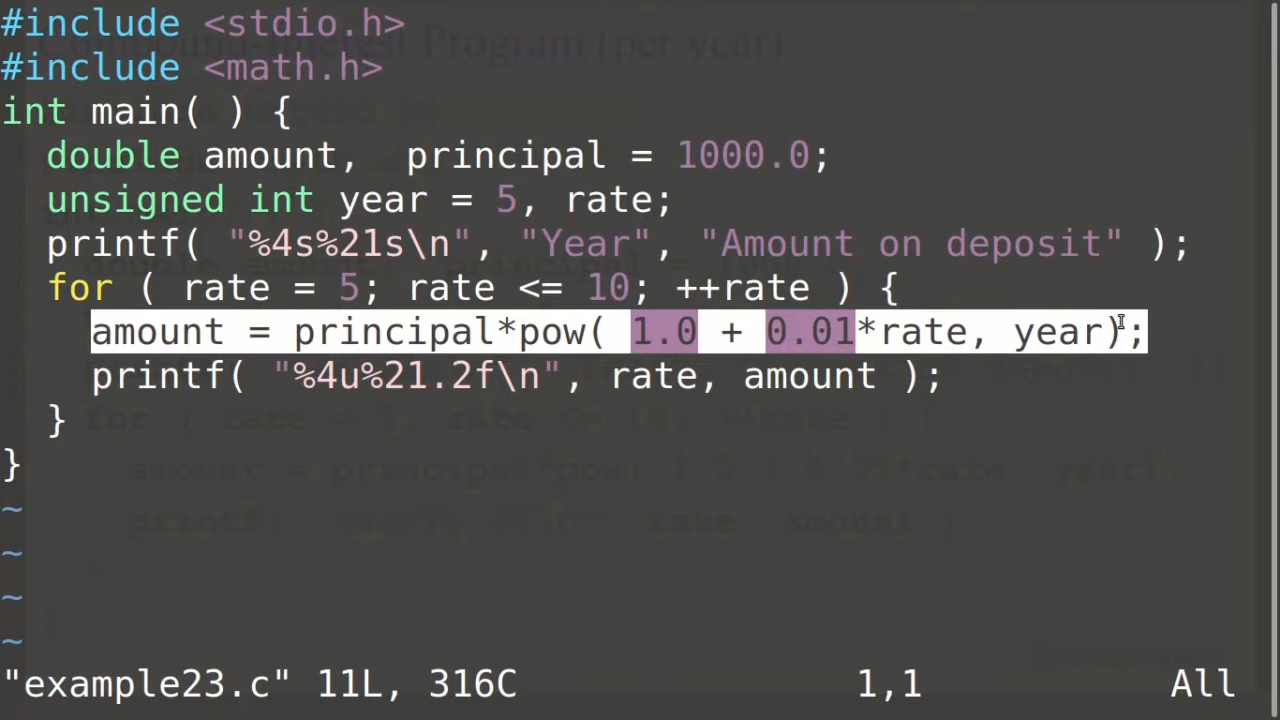 #include <stdio.h>
#include <math.h>
int main( ) {
  double amount,  principal = 1000.0;
  unsigned int year = 5, rate;
  printf( "%4s%21s\n", "Year", "Amount on deposit" );
  for ( rate = 5; rate <= 10; ++rate ) {
    amount = principal*pow( 1.0 + 0.01*rate, year);
    printf( "%4u%21.2f\n", rate, amount );
  }
}
~
~
~
~
"example23.c" 11L, 316C 1,1 All